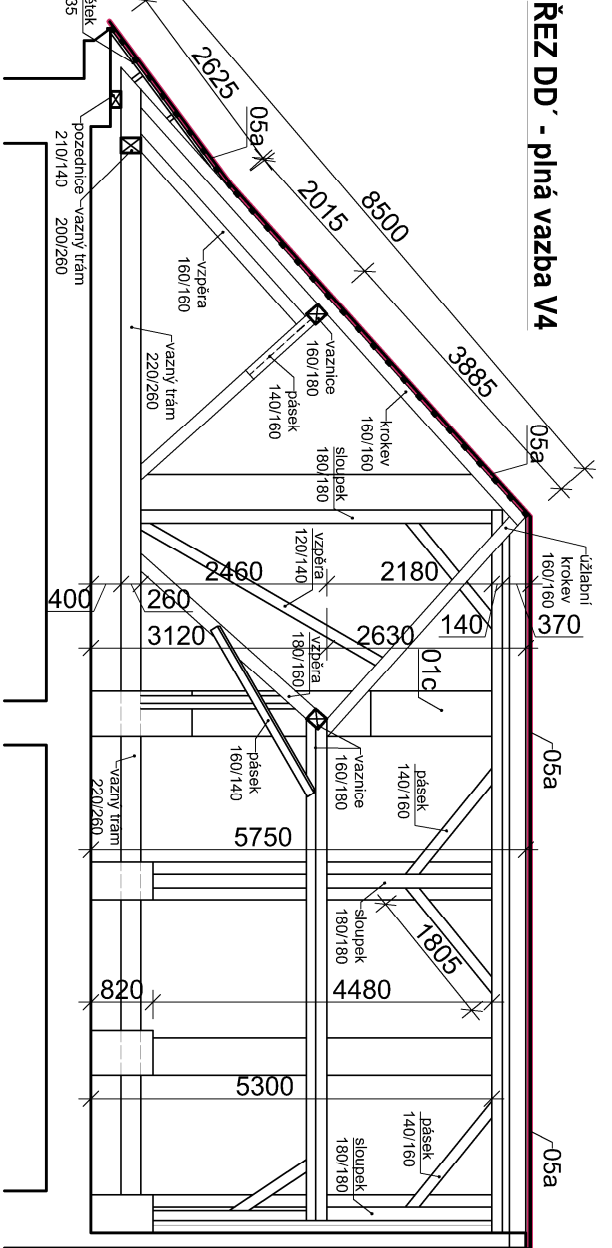 ŘEZ DD´ - plná vazba V4
8500
2625
2015
3885
05a
05a
05a
05a
35
pozednice
210/140
vazný trám
200/260
vzpěra
160/160
vazný trám
220/260
vaznice
160/180
pásek
140/160
krokev
160/160
sloupek
180/180
úžlabní
krokev
160/160
vzpěra
120/140
2460
2180
140
370
400
260
3120
2630
01c
vzpěra
180/160
pásek
160/140
vaznice
160/180
vazný trám
220/260
pásek
140/160
5750
sloupek
180/180
1805
820
4480
5300
pásek
140/160
sloupek
180/180